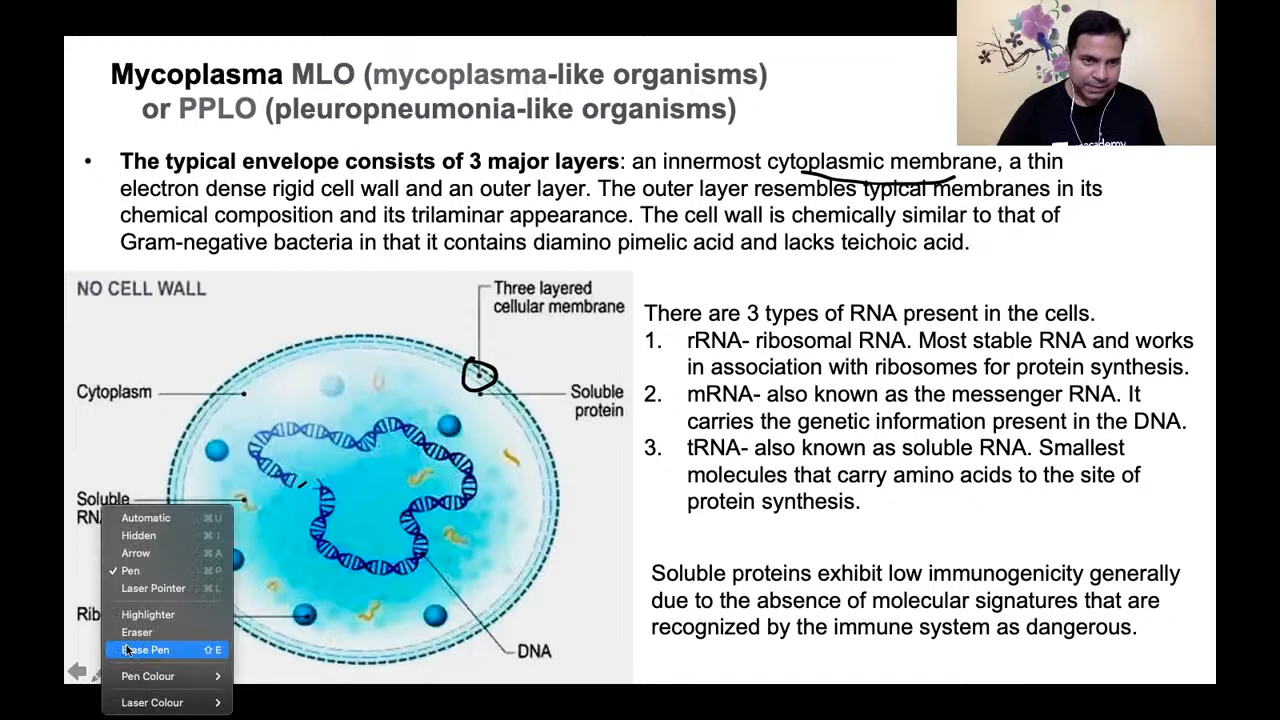 Mycoplasma MLO (mycoplasma-like organisms)
or PPLO (pleuropneumonia-like organisms)
• The typical envelope consists of 3 major layers: an innermost cytoplasmic membrane, a thin
electron dense rigid cell wall and an outer layer. The outer layer resembles typical membranes in its
chemical composition and its trilaminar appearance. The cell wall is chemically similar to that of
Gram-negative bacteria in that it contains diamino pimelic acid and lacks teichoic acid.
NO CELL WALL
Three layered
cellular membrane
Cytoplasm
Soluble
protein
Soluble
DNA
There are 3 types of RNA present in the cells.
1. rRNA- ribosomal RNA. Most stable RNA and works
in association with ribosomes for protein synthesis.
2. mRNA- also known as the messenger RNA. It
carries the genetic information present in the DNA.
3. tRNA- also known as soluble RNA. Smallest
molecules that carry amino acids to the site of
protein synthesis.
Soluble proteins exhibit low immunogenicity generally
due to the absence of molecular signatures that are
recognized by the immune system as dangerous.
Automatic ⌘U
Hidden ⌘I
Arrow ⌘A
✓ Pen ⌘P
Laser Pointer ⌘L
Highlighter
Eraser
Erase Pen ⇧E
Pen Colour
Laser Colour